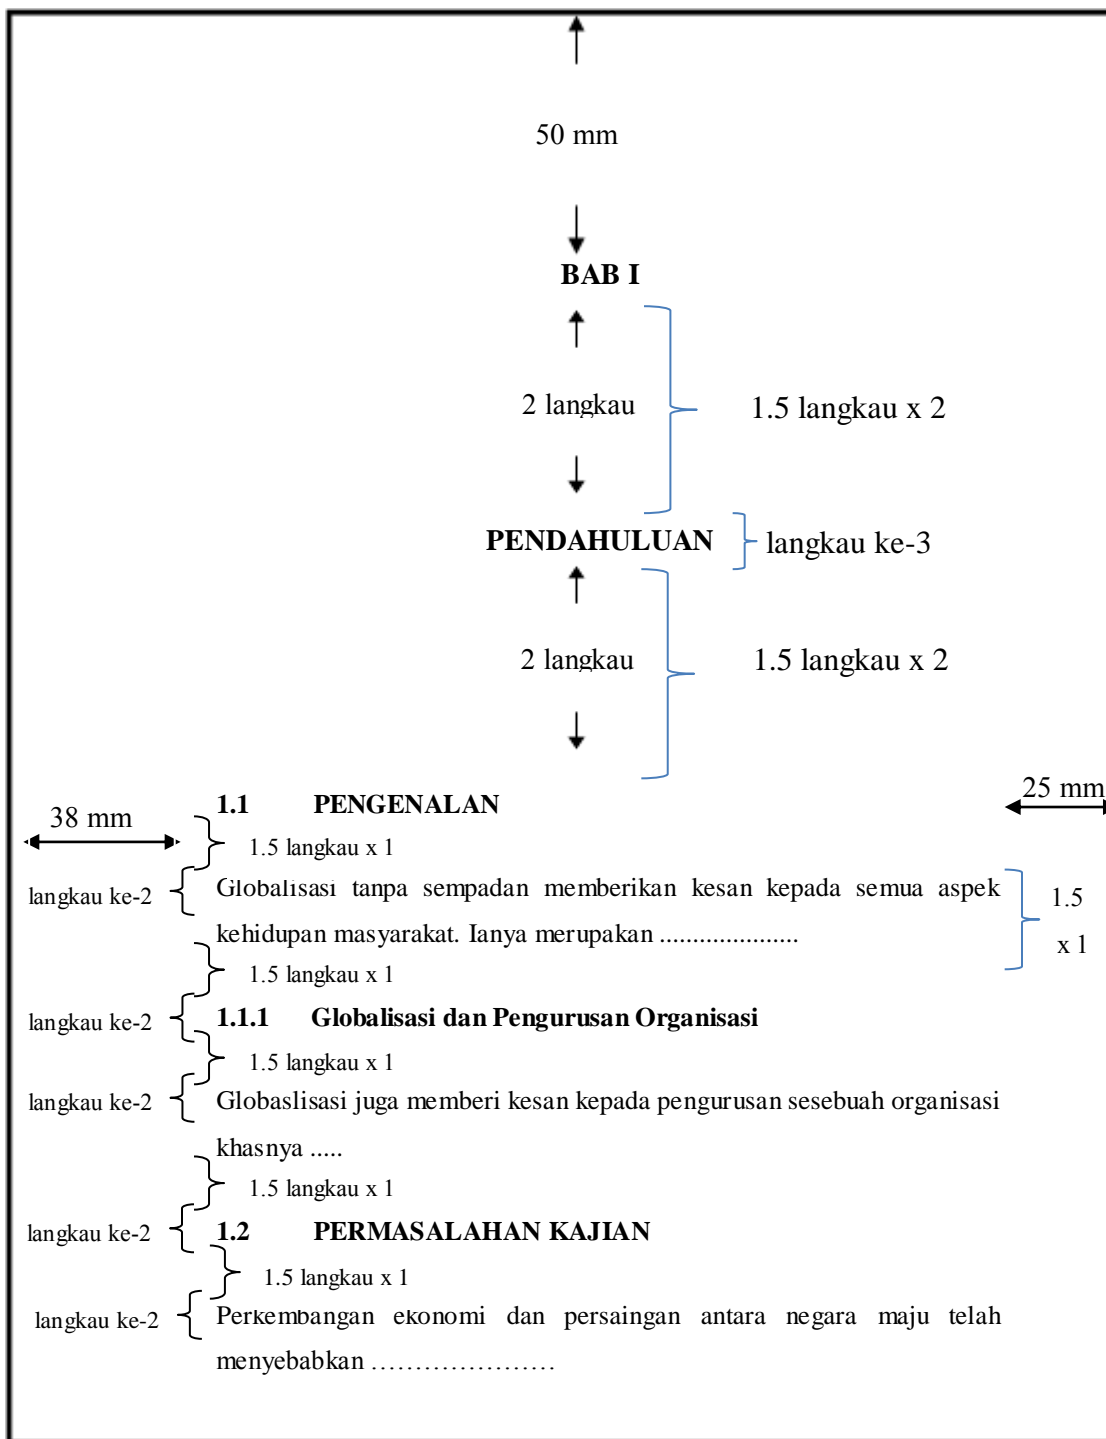 50 mm
BAB I
2 langkau 1.5 langkau x 2
PENDAHULUAN langkau ke-3
2 langkau 1.5 langkau x 2
1.1 PENGENALAN 25 mm
38 mm
1.5 langkau x 1
langkau ke-2 Globalisasi tanpa sempadan memberikan kesan kepada semua aspek 1.5
kehidupan masyarakat. Ianya merupakan ..................... x 1
1.5 langkau x 1
langkau ke-2 1.1.1 Globalisasi dan Pengurusan Organisasi
1.5 langkau x 1
langkau ke-2 Globaslisasi juga memberi kesan kepada pengurusan sesebuah organisasi
khasnya .....
1.5 langkau x 1
langkau ke-2 1.2 PERMASALAHAN KAJIAN
1.5 langkau x 1
langkau ke-2 Perkembangan ekonomi dan persaingan antara negara maju telah
menyebabkan …………………